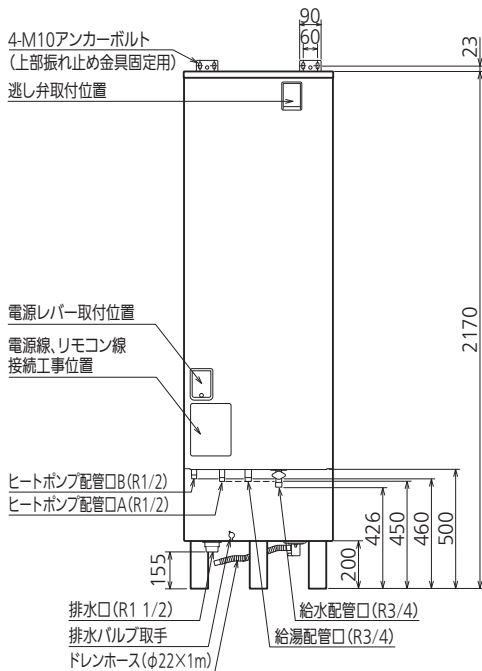 90
60
23
4-M10アンカーボルト
(上部振れ止め金具固定用)
逃し弁取付位置
2170
電源レバー取付位置
電源線、リモコン線
接続工事位置
ヒートポンプ配管口B(R1/2)
ヒートポンプ配管口A(R1/2)
155
200
426
450
460
500
排水口(R1 1/2)
排水バルブ取手
ドレンホース(φ22×1m)
給水配管口(R3/4)
給湯配管口(R3/4)